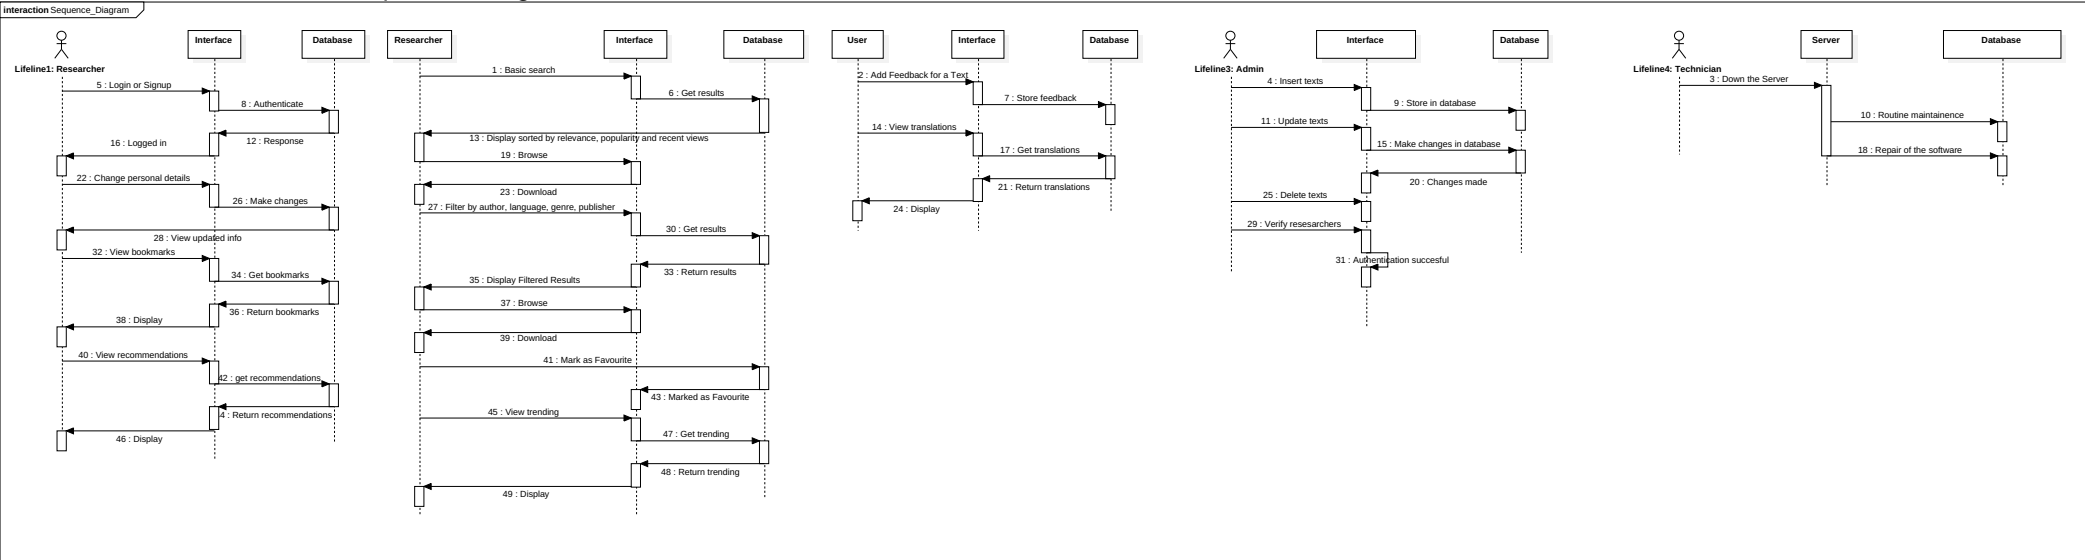 interaction Sequence_Diagram
Lifeline1: Researcher
Interface
Database
5 : Login or Signup
8 : Authenticate
12 : Response
16 : Logged in
22 : Change personal details
26 : Make changes
28 : View updated info
32 : View bookmarks
34 : Get bookmarks
36 : Return bookmarks
38 : Display
40 : View recommendations
42 : get recommendations
4 : Return recommendations
46 : Display
Researcher
Interface
Database
1 : Basic search
6 : Get results
13 : Display sorted by relevance, popularity and recent views
19 : Browse
23 : Download
27 : Filter by author, language, genre, publisher
30 : Get results
33 : Return results
35 : Display Filtered Results
37 : Browse
39 : Download
41 : Mark as Favourite
43 : Marked as Favourite
45 : View trending
47 : Get trending
48 : Return trending
49 : Display
User
Interface
Database
2 : Add Feedback for a Text
7 : Store feedback
14 : View translations
17 : Get translations
21 : Return translations
24 : Display
Lifeline3: Admin
Interface
Database
4 : Insert texts
9 : Store in database
11 : Update texts
15 : Make changes in database
20 : Changes made
25 : Delete texts
29 : Verify resesarchers
31 : Authentication succesful
Lifeline4: Technician
Server
Database
3 : Down the Server
10 : Routine maintainence
18 : Repair of the software